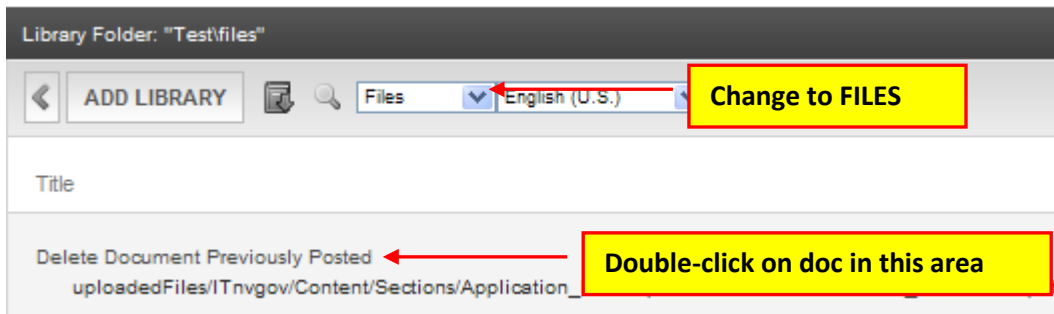 Library Folder: "Test\files"
ADD LIBRARY Files English (U.S.) Change to FILES
Title
Delete Document Previously Posted
Double-click on doc in this area
uploadedFiles/ITnvgov/Content/Sections/Application_